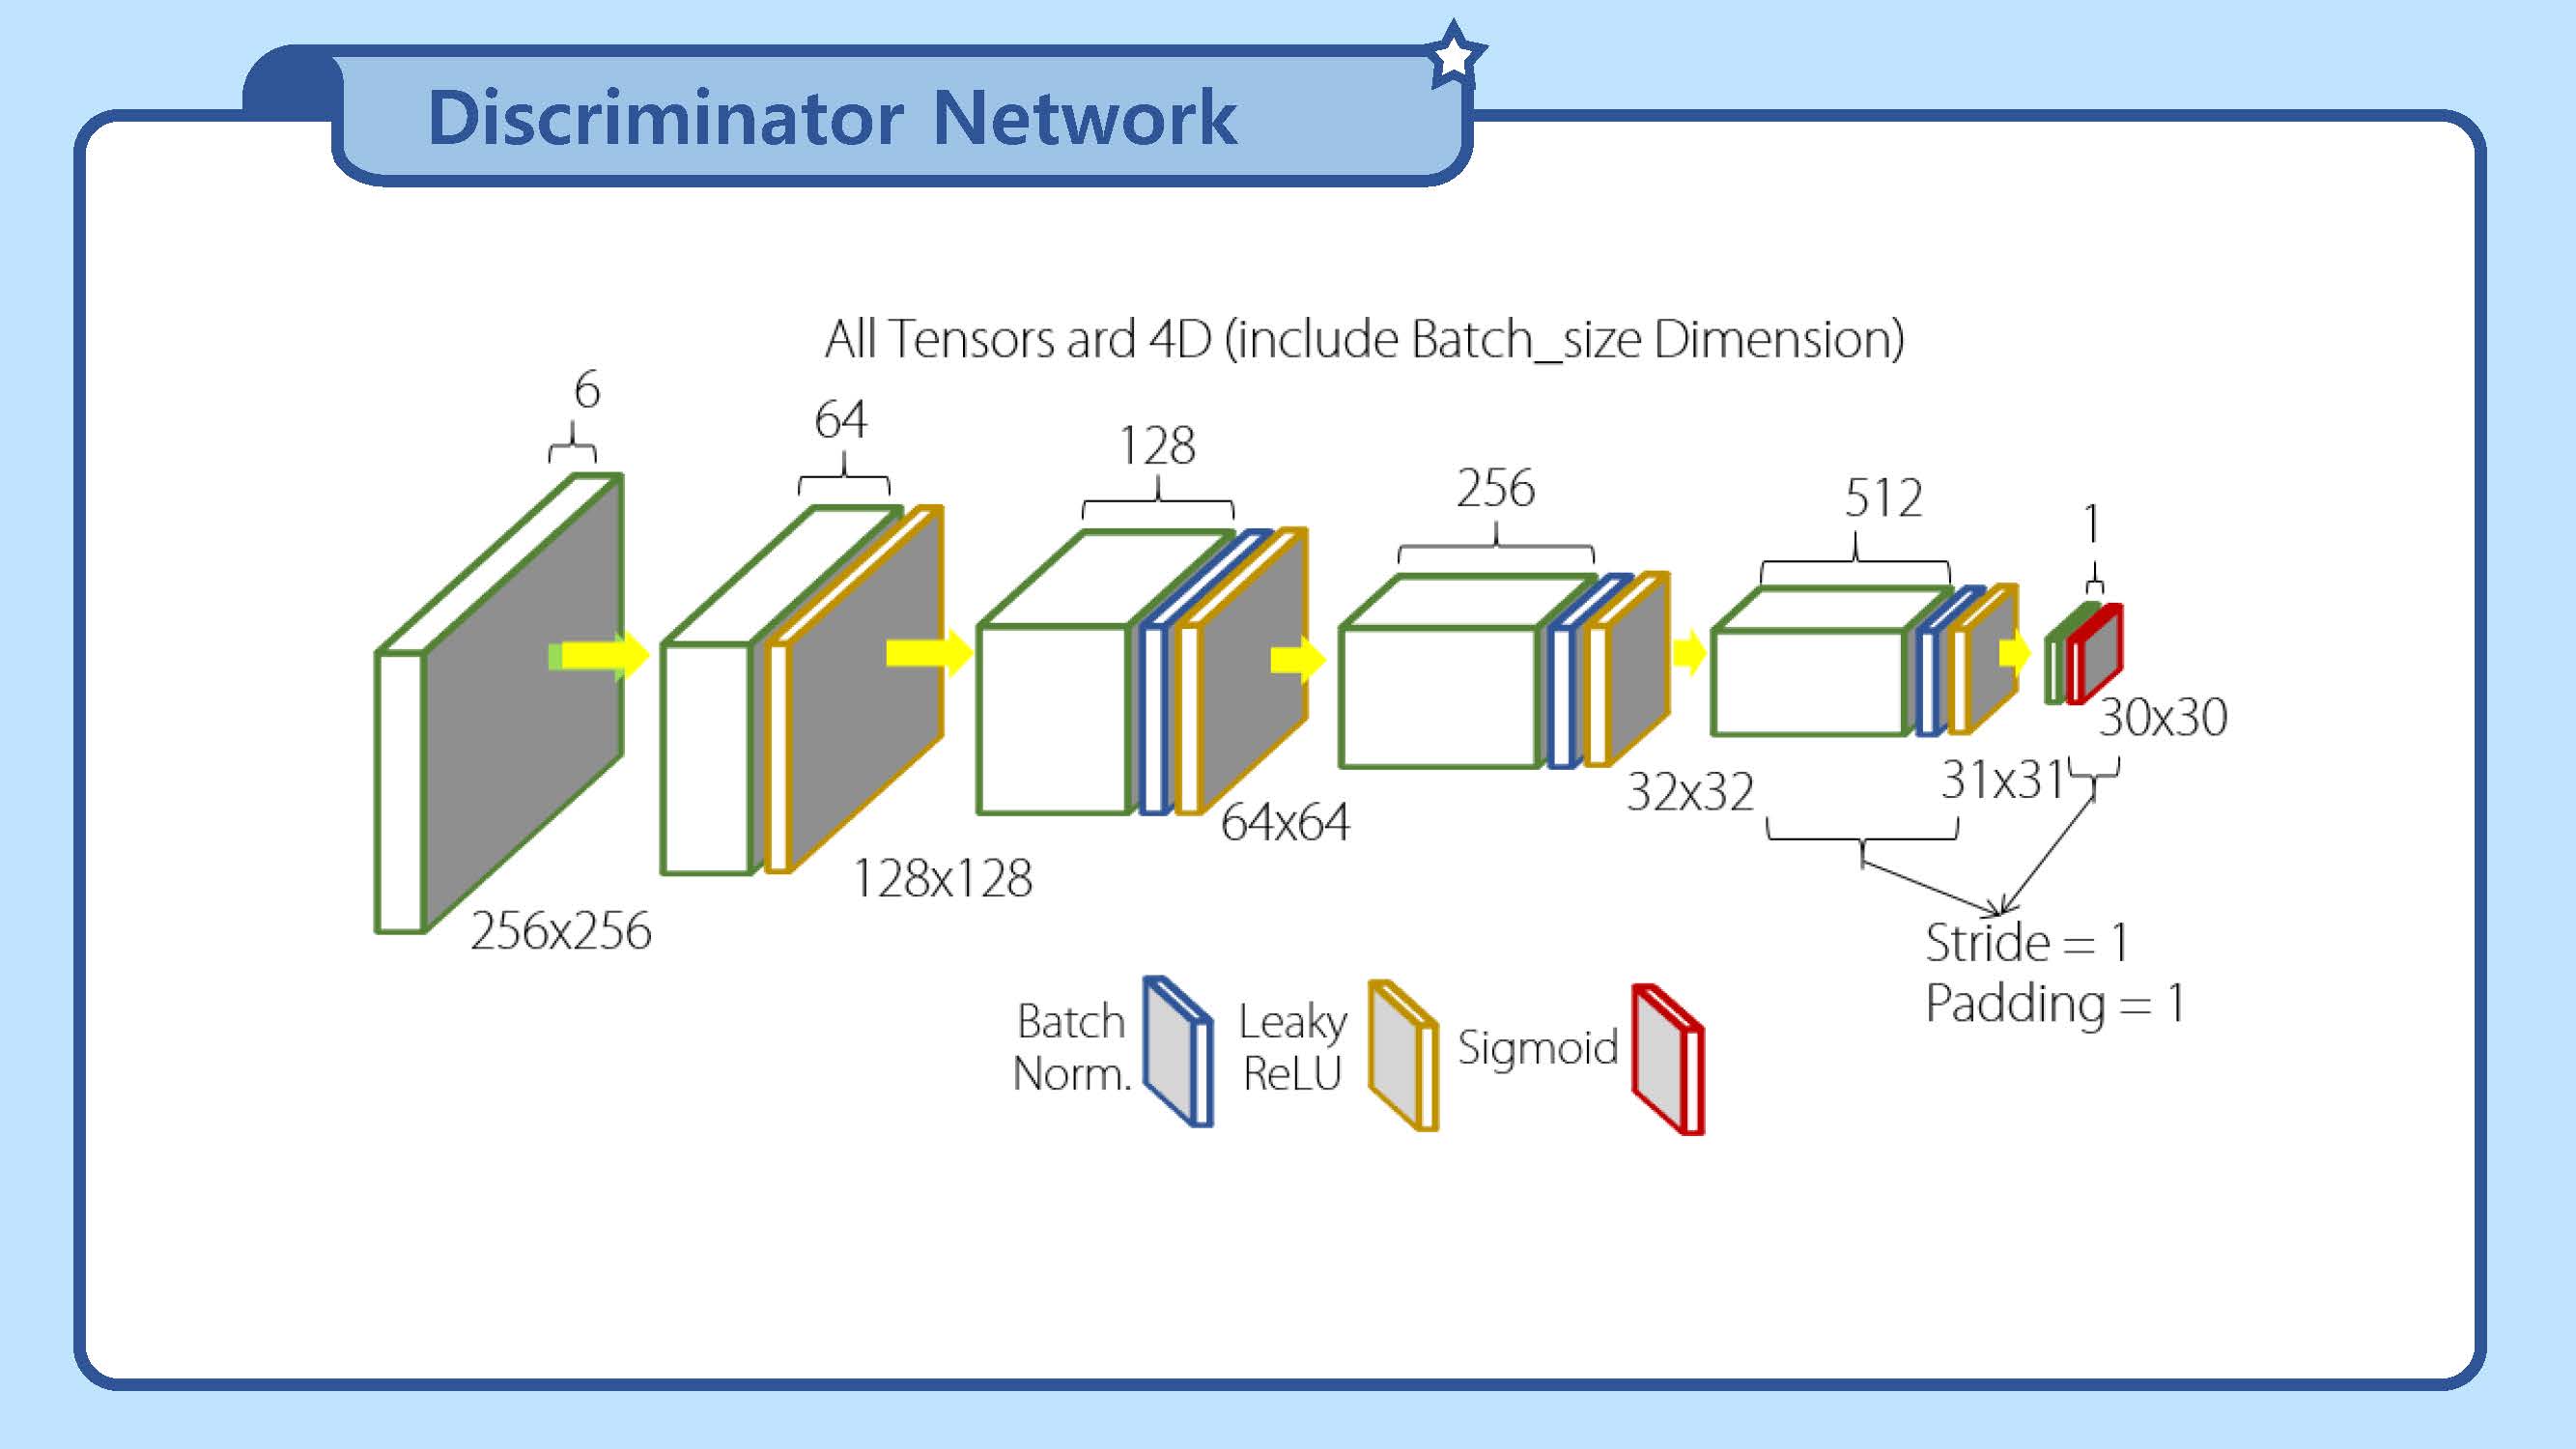 Discriminator Network
All Tensors ard 4D (include Batch_size Dimension)
6
64
128
256
512
1
256x256
128x128
64x64
32x32
31x31
30x30
Stride = 1
Padding = 1
Batch
Norm.
Leaky
ReLU
Sigmoid